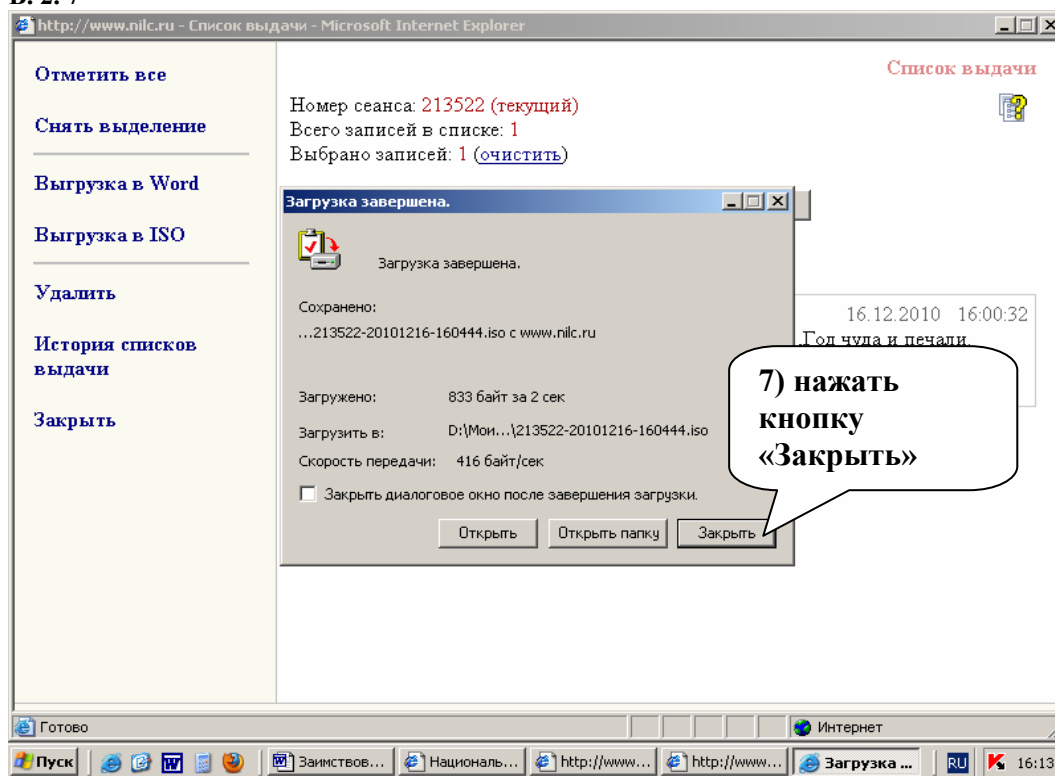 http://www.nilc.ru - Список выдачи - Microsoft Internet Explorer
Отметить все
Снять выделение
Выгрузка в Word
Выгрузка в ISO
Удалить
История списков
выдачи
Закрыть
Список выдачи
Номер сеанса: 213522 (текущий)
Всего записей в списке: 1
Выбрано записей: 1 (очистить)
16.12.2010 16:00:32
.Год чуда и печали.
Загрузка завершена.
Загрузка завершена.
Сохранено:
...213522-20101216-160444.iso с www.nilc.ru
Загружено: 833 байт за 2 сек
Загрузить в: D:\Мои...\213522-20101216-160444.iso
Скорость передачи: 416 байт/сек
Закрыть диалоговое окно после завершения загрузки.
Открыть Открыть папку Закрыть
7) нажать
кнопку
«Закрыть»
Готово Интернет
Пуск Заимствов... Националь... http://www... http://www... Загрузка ... RU 16:13